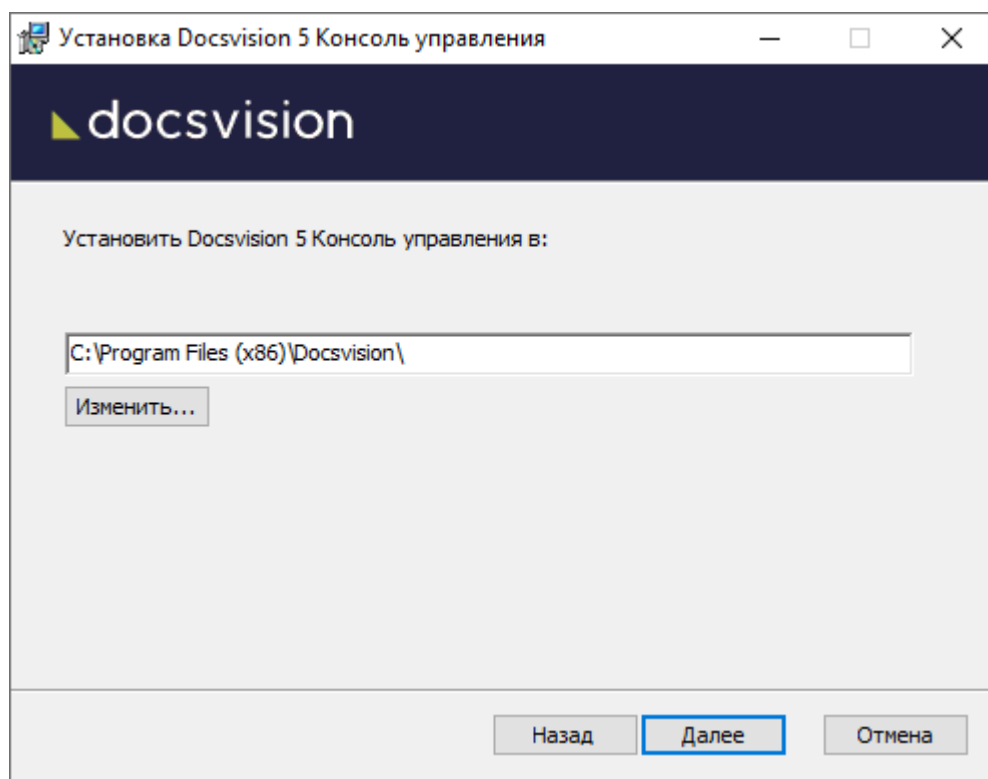 Установка Docsvision 5 Консоль управления
docsvision
Установить Docsvision 5 Консоль управления в:
C:\Program Files (x86)\Docsvision\
Изменить...
Назад Далее Отмена